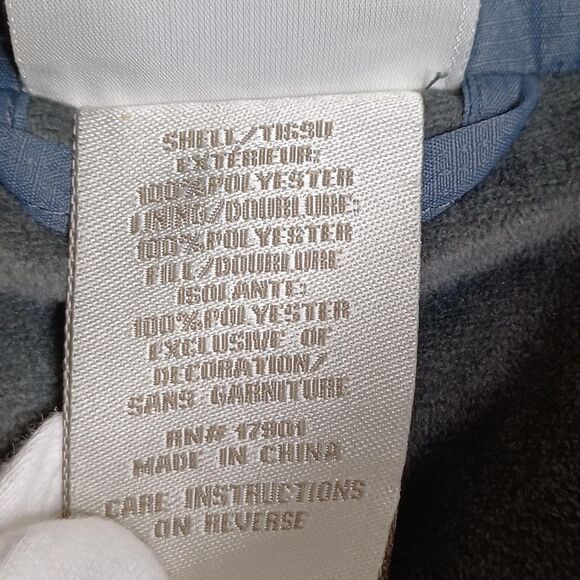 SHELL/TISSU
EXTÉRIEUR:
100%POLYESTER
LINING/DOUBLURE:
100%POLYESTER
FILL/DOUBLURE
ISOLANTE:
100%POLYESTER
EXCLUSIVE OF
DECORATION/
SANS GARNITURE
RN# 17901
MADE IN CHINA
CARE INSTRUCTIONS
ON REVERSE